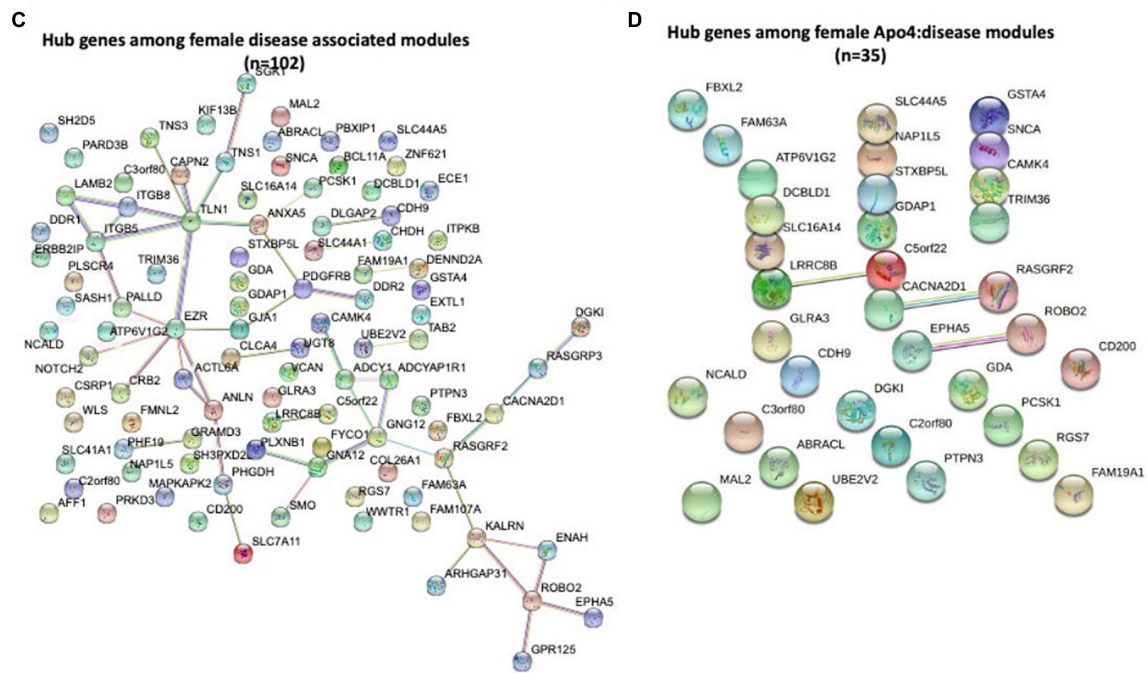 C
Hub genes among female disease associated modules
(n=102)
SGK1
MAL2
KIF13B
SH2D5
TNS3
ABRACL
PBXIP1
SLC44A5
PARD3B
TNS1
BCL11A
ZNF621
C3orf80
CAPN2
SNCA
PCSK1
DCBLD1
ECE1
LAMB2
ITGB8
SLC16A14
TLN1
ANXA5
DLGAP2
CDH9
DDR1
ITGB5
ITPKB
CHDH
ERBB2IP
STXBP5L
SLC44A1
TRIM36
FAM19A1
DENND2A
PLSCR4
GDA
PDGFRB
GSTA4
SASH1
PALLD
GDAP1
DDR2
EXTL1
EZR
GJA1
CAMK4
NCALD
ATP6V1G2
UBE2V2
TAB2
DGKI
CLCA4
UGT8
NOTCH2
ACTL6A
VCAN
ADCY1
ADCYAP1R1
RASGRP3
CSRP1
CRB2
GLRA3
ANLN
C5orf22
PTPN3
CACNA2D1
WLS
FMNL2
LRRC8B
FBXL2
GNG12
GRAMD3
FYCO1
PHF19
PLXNB1
SLC41A1
SH3PXD2B
GNA12
RASGRF2
NAP1L5
PHGDH
COL26A1
C2orf80
MAPKAPK2
FAM63A
RGS7
AFF1
PRKD3
CD200
SMO
WWTR1
FAM107A
SLC7A11
KALRN
ENAH
ARHGAP31
ROBO2
EPHA5
GPR125
D
Hub genes among female Apo4:disease modules
(n=35)
FBXL2
SLC44A5
GSTA4
FAM63A
NAP1L5
SNCA
ATP6V1G2
STXBP5L
CAMK4
DCBLD1
GDAP1
TRIM36
SLC16A14
C5orf22
LRRC8B
CACNA2D1
RASGRF2
GLRA3
EPHA5
ROBO2
CDH9
CD200
NCALD
DGKI
GDA
C3orf80
C2orf80
PCSK1
ABRACL
PTPN3
RGS7
MAL2
UBE2V2
FAM19A1